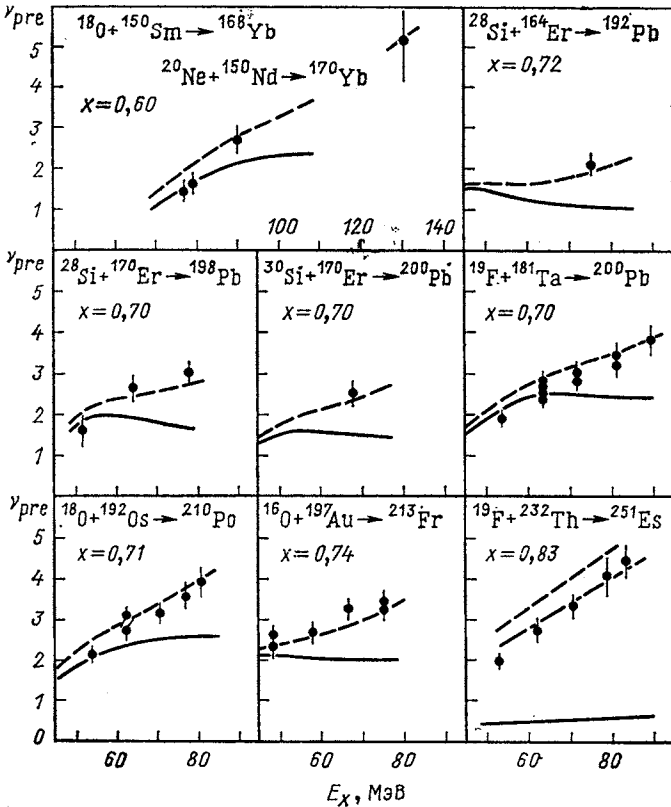 ν_pre
¹⁸O+¹⁵⁰Sm→¹⁶⁸Yb
²⁰Ne+¹⁵⁰Nd→¹⁷⁰Yb
x=0,60
5
4
3
2
1
100 120 140
²⁸Si+¹⁶⁴Er→¹⁹²Pb
x=0,72
ν_pre
²⁸Si+¹⁷⁰Er→¹⁹⁸Pb
x=0,70
5
4
3
2
1
³⁰Si+¹⁷⁰Er→²⁰⁰Pb
x=0,70
¹⁹F+¹⁸¹Ta→²⁰⁰Pb
x=0,70
ν_pre
¹⁸O+¹⁹²Os→²¹⁰Po
x=0,71
5
4
3
2
1
0
¹⁶O+¹⁹⁷Au→²¹³Fr
x=0,74
¹⁹F+²³²Th→²⁵¹Es
x=0,83
60 80 60 80 60 80
E_x, МэВ